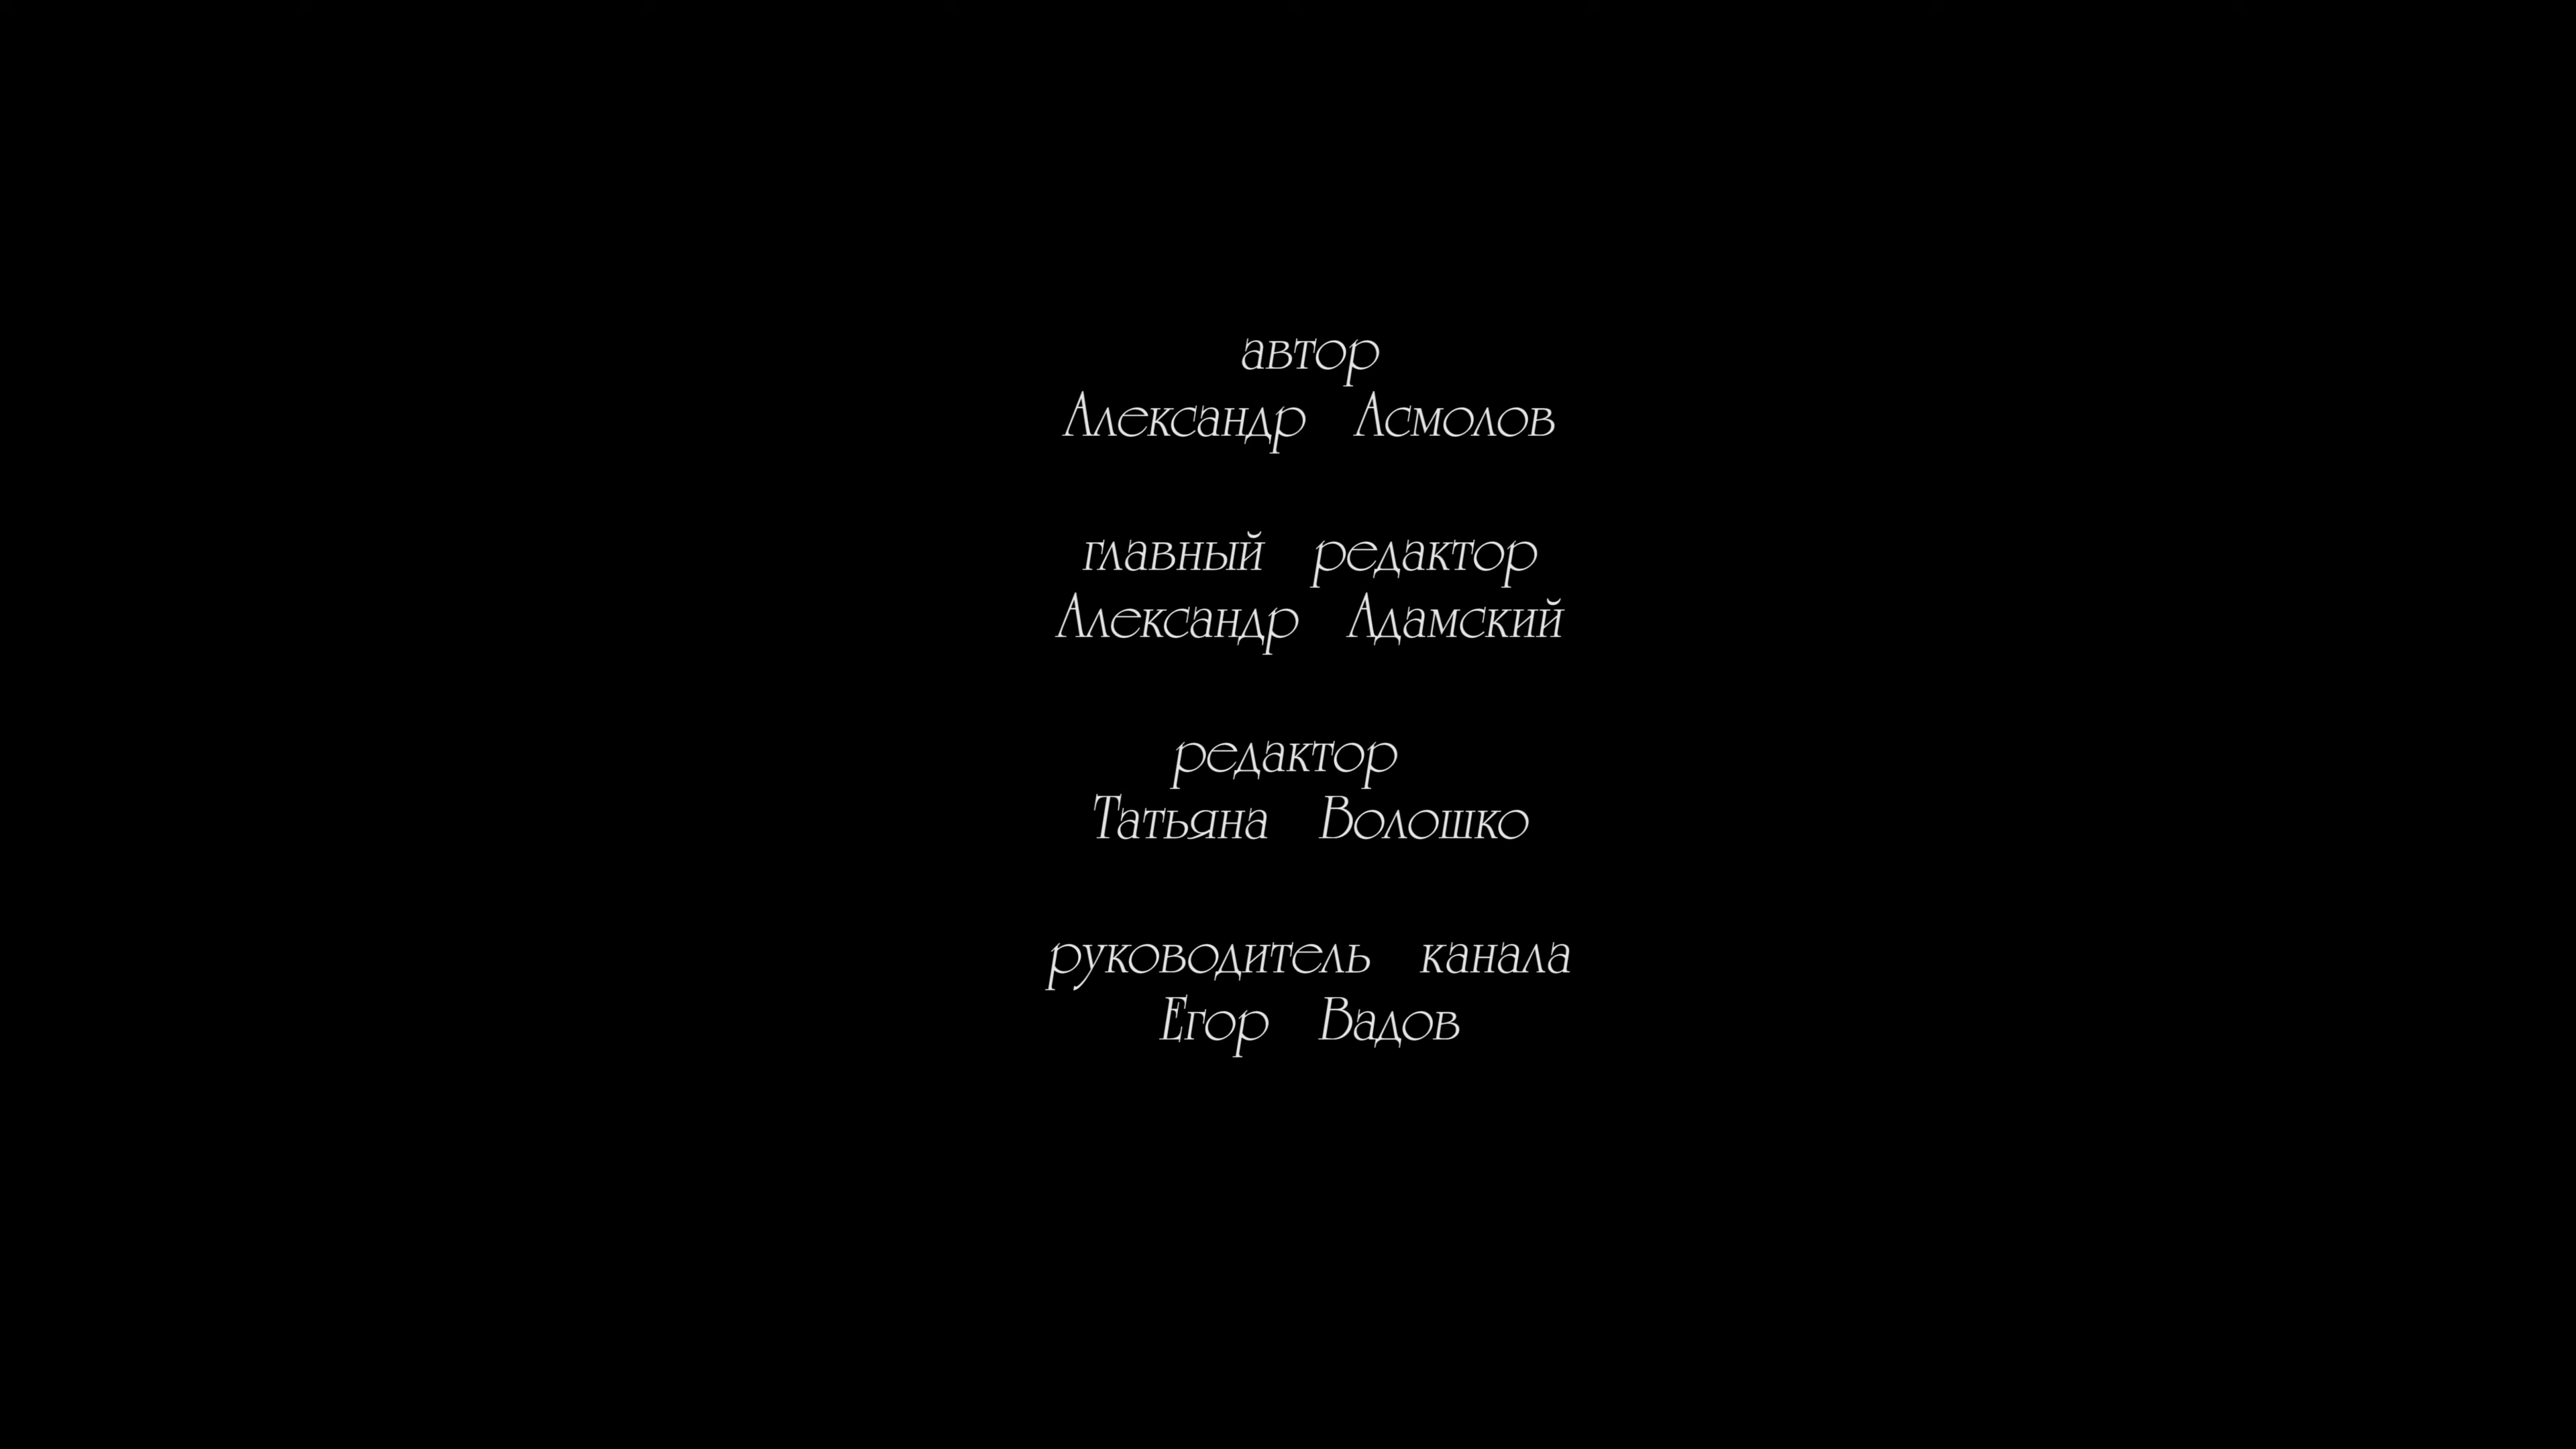 автор
Александр Асмолов
главный редактор
Александр Адамский
редактор
Татьяна Волошко
руководитель канала
Егор Вадов